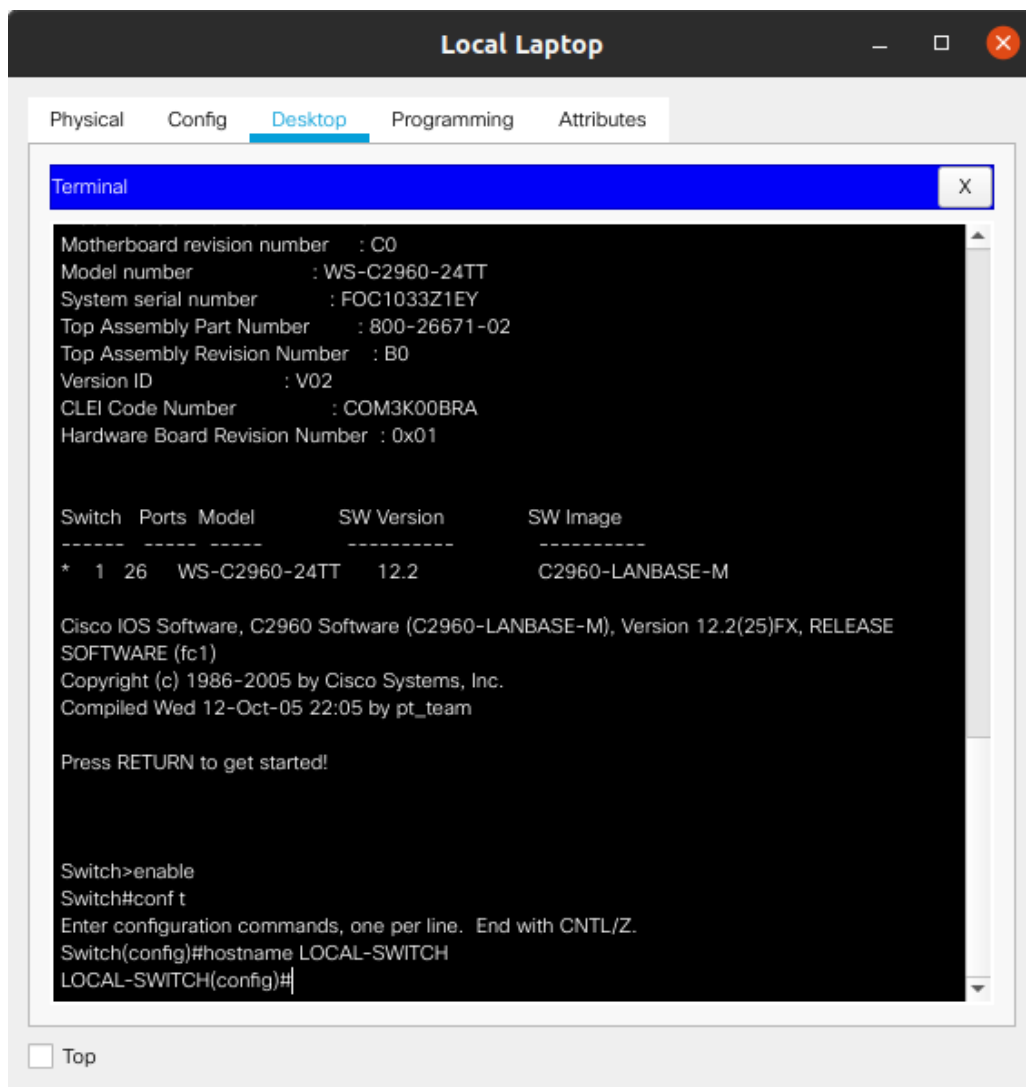 Local Laptop
Physical Config Desktop Programming Attributes
Terminal X
Motherboard revision number : C0
Model number : WS-C2960-24TT
System serial number : FOC1033Z1EY
Top Assembly Part Number : 800-26671-02
Top Assembly Revision Number : B0
Version ID : V02
CLEI Code Number : COM3K00BRA
Hardware Board Revision Number : 0x01
Switch Ports Model SW Version SW Image
------ ----- ----- ---------- ----------
* 1 26 WS-C2960-24TT 12.2 C2960-LANBASE-M
Cisco IOS Software, C2960 Software (C2960-LANBASE-M), Version 12.2(25)FX, RELEASE
SOFTWARE (fc1)
Copyright (c) 1986-2005 by Cisco Systems, Inc.
Compiled Wed 12-Oct-05 22:05 by pt_team
Press RETURN to get started!
Switch>enable
Switch#conf t
Enter configuration commands, one per line. End with CNTL/Z.
Switch(config)#hostname LOCAL-SWITCH
LOCAL-SWITCH(config)#
Top